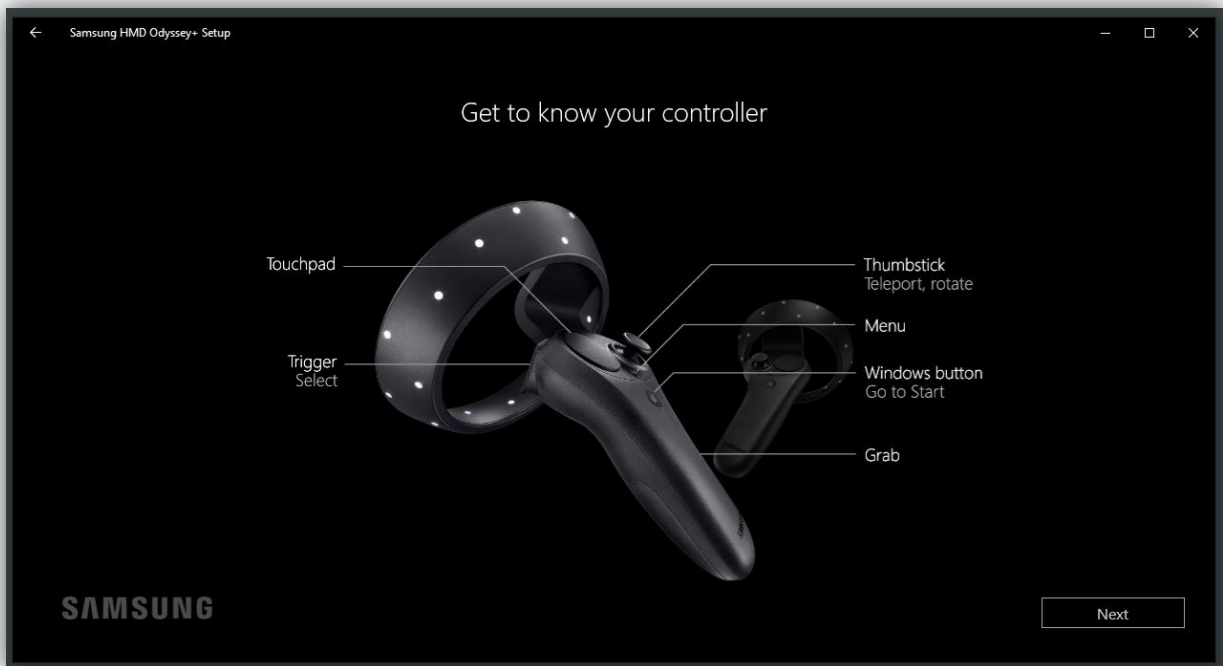 Samsung HMD Odyssey+ Setup
Get to know your controller
Touchpad
Trigger
Select
Thumbstick
Teleport, rotate
Menu
Windows button
Go to Start
Grab
SAMSUNG
Next